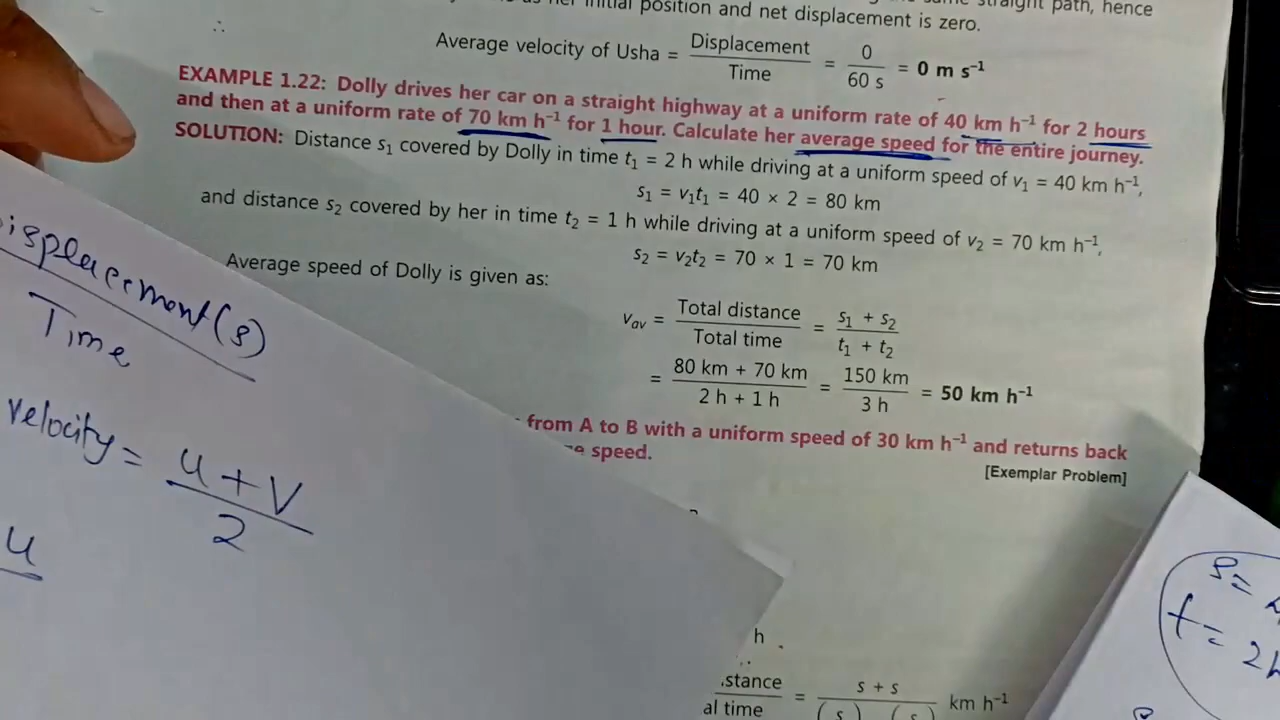 initial position and net displacement is zero.
straight path, hence
∴
Average velocity of Usha = Displacement / Time = 0 / 60 s = 0 m s⁻¹
EXAMPLE 1.22: Dolly drives her car on a straight highway at a uniform rate of 40 km h⁻¹ for 2 hours
and then at a uniform rate of 70 km h⁻¹ for 1 hour. Calculate her average speed for the entire journey.
SOLUTION: Distance s₁ covered by Dolly in time t₁ = 2 h while driving at a uniform speed of v₁ = 40 km h⁻¹,
s₁ = v₁t₁ = 40 × 2 = 80 km
and distance s₂ covered by her in time t₂ = 1 h while driving at a uniform speed of v₂ = 70 km h⁻¹,
s₂ = v₂t₂ = 70 × 1 = 70 km
Average speed of Dolly is given as:
vₐᵥ = Total distance / Total time = s₁ + s₂ / t₁ + t₂
= 80 km + 70 km / 2 h + 1 h = 150 km / 3 h = 50 km h⁻¹
from A to B with a uniform speed of 30 km h⁻¹ and returns back
speed.
[Exemplar Problem]
h
stance / al time = s + s / (s) (s) km h⁻¹
isplacement(s)
Time
velocity = u + v / 2
u
s =
t = 2h